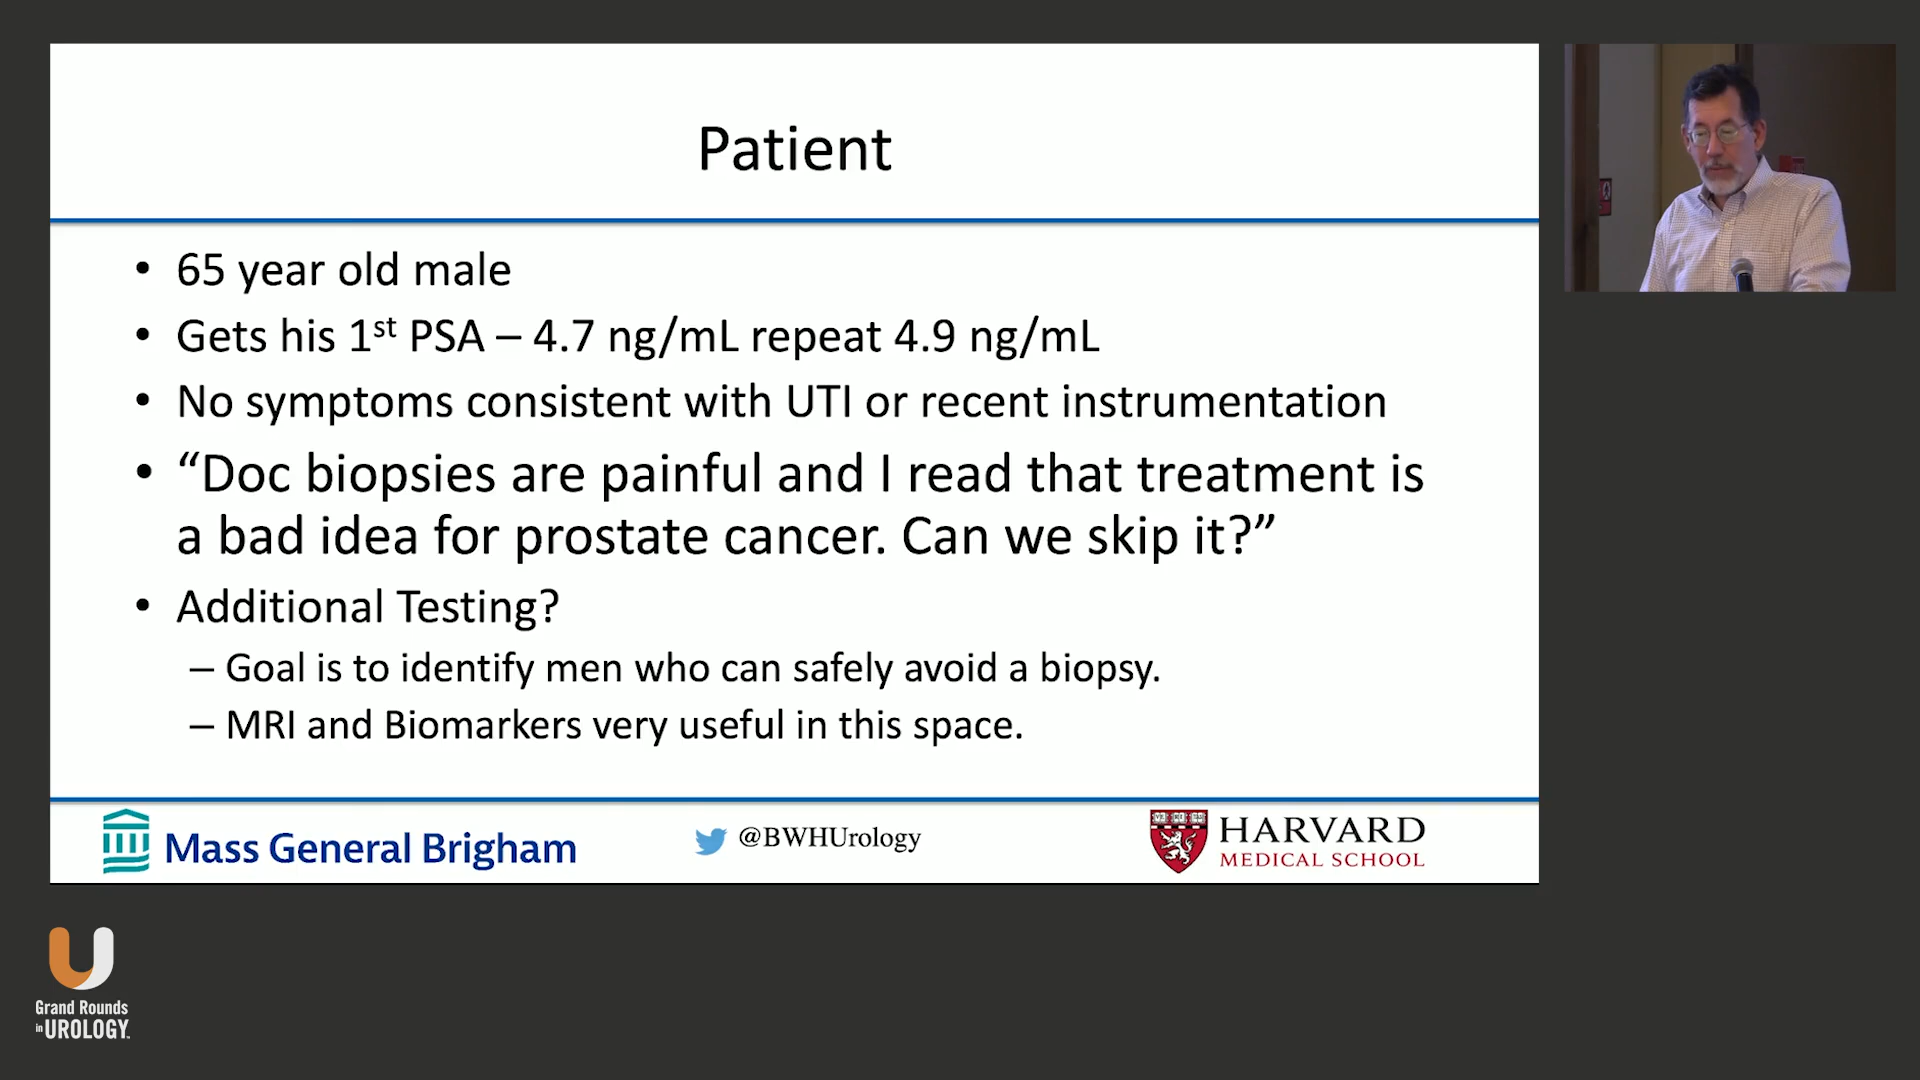 Patient
• 65 year old male
• Gets his 1st PSA – 4.7 ng/mL repeat 4.9 ng/mL
• No symptoms consistent with UTI or recent instrumentation
• “Doc biopsies are painful and I read that treatment is
a bad idea for prostate cancer. Can we skip it?”
• Additional Testing?
– Goal is to identify men who can safely avoid a biopsy.
– MRI and Biomarkers very useful in this space.
Mass General Brigham
@BWHUrology
HARVARD
MEDICAL SCHOOL
Grand Rounds
in UROLOGY